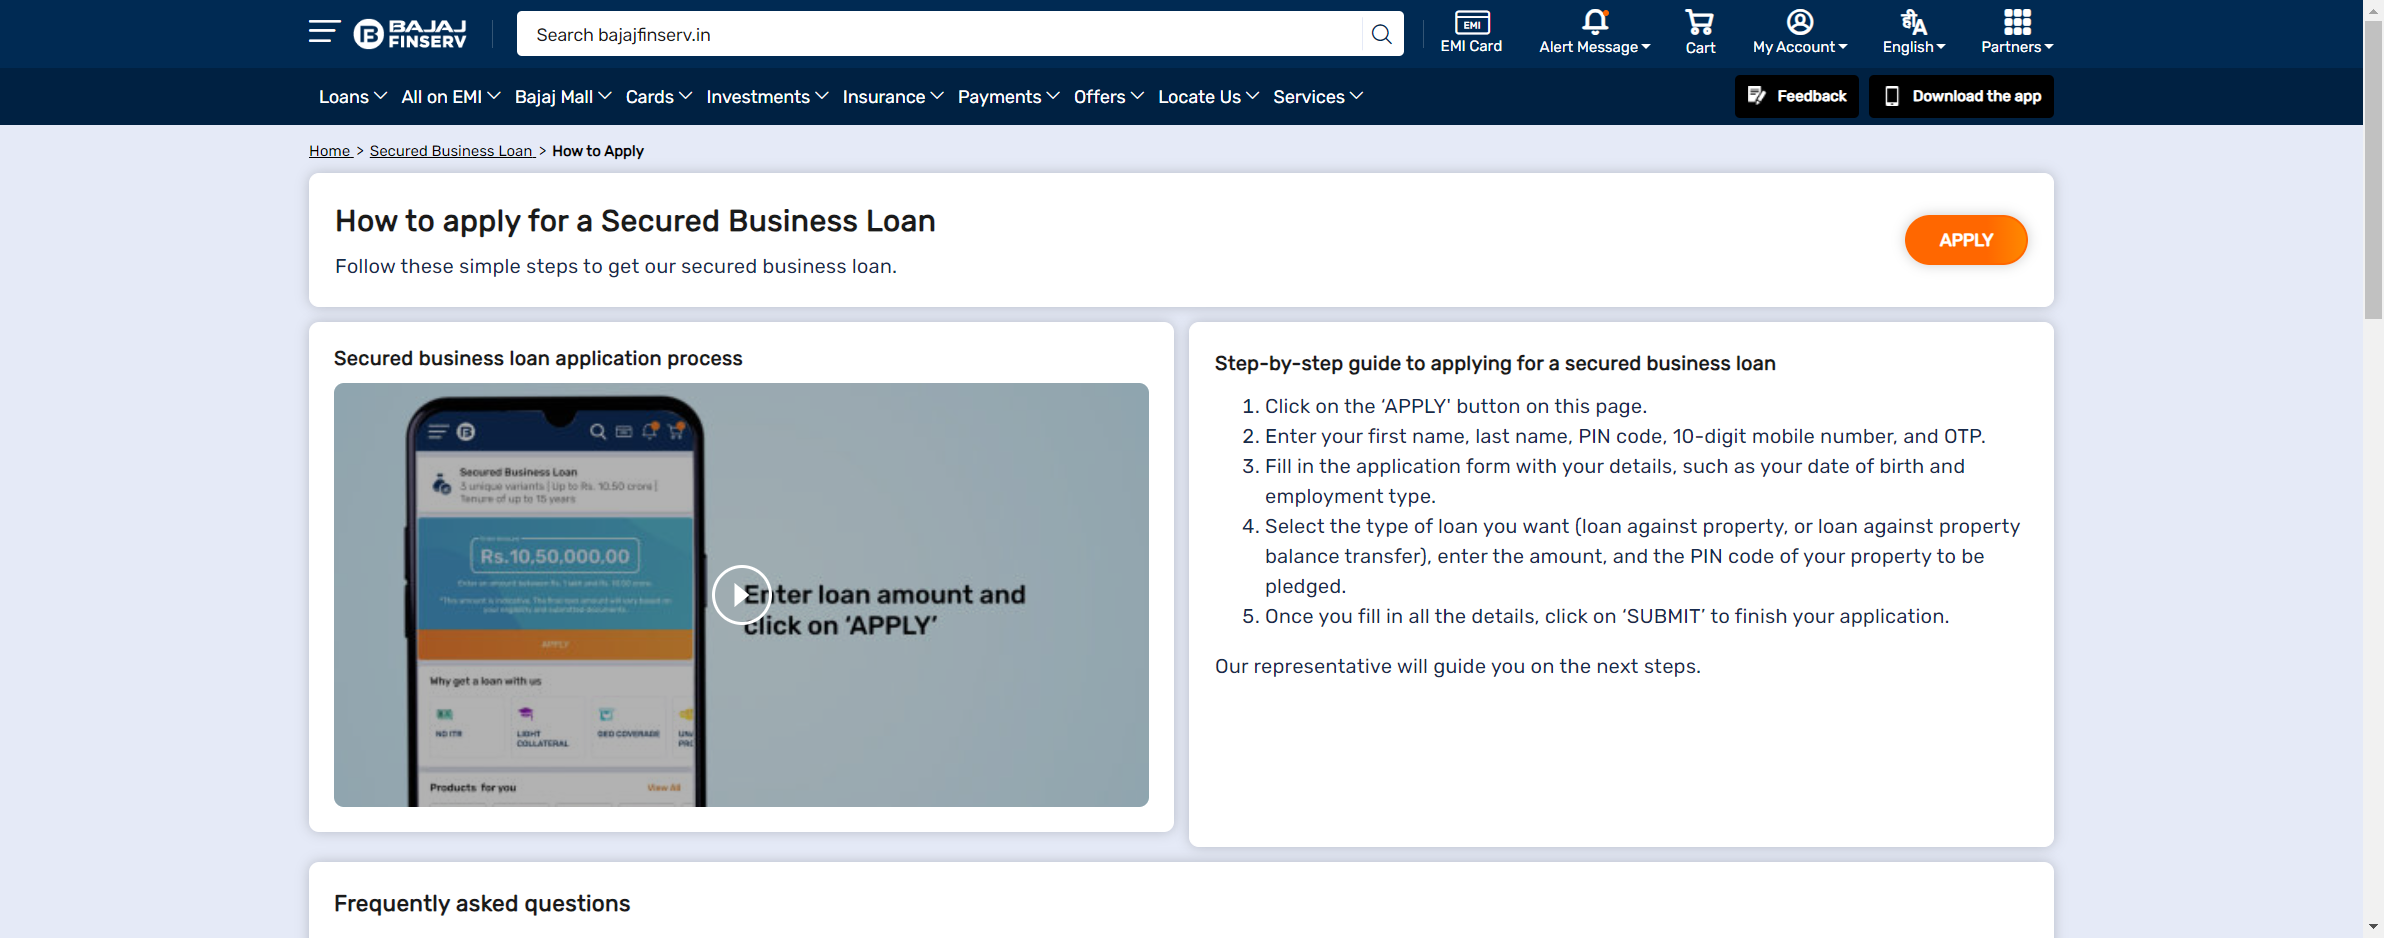 BAJAJ
FINSERV
Search bajajfinserv.in
EMI
EMI Card
Alert Message
Cart
My Account
हीA
English
Partners
Loans
All on EMI
Bajaj Mall
Cards
Investments
Insurance
Payments
Offers
Locate Us
Services
Feedback
Download the app
Home > Secured Business Loan > How to Apply
How to apply for a Secured Business Loan
Follow these simple steps to get our secured business loan.
APPLY
Secured business loan application process
Secured Business Loan
3 unique variants | Up to Rs. 10.50 crore |
Tenure of up to 15 years
Rs.10,50,000,00
APPLY
Why get a loan with us
NO ITR
LIGHT
COLLATERAL
GEO COVERAGE
Products for you
View All
Enter loan amount and
click on ‘APPLY’
Step-by-step guide to applying for a secured business loan
1. Click on the ‘APPLY' button on this page.
2. Enter your first name, last name, PIN code, 10-digit mobile number, and OTP.
3. Fill in the application form with your details, such as your date of birth and
employment type.
4. Select the type of loan you want (loan against property, or loan against property
balance transfer), enter the amount, and the PIN code of your property to be
pledged.
5. Once you fill in all the details, click on ‘SUBMIT’ to finish your application.
Our representative will guide you on the next steps.
Frequently asked questions